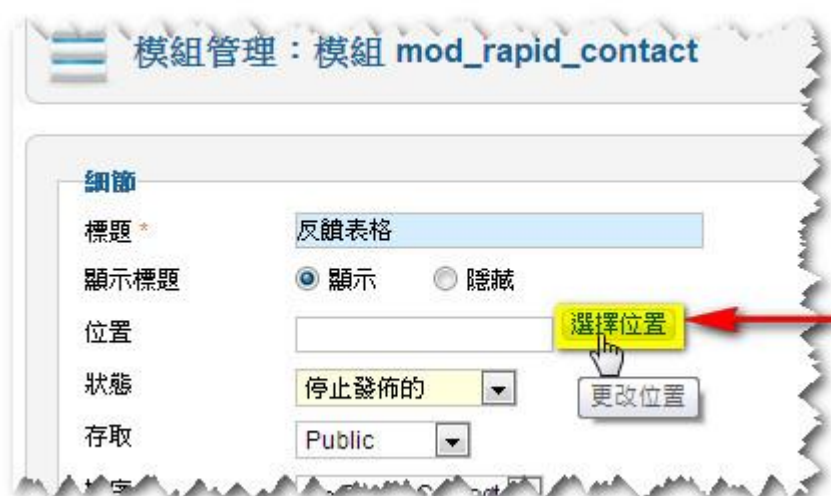 模組管理：模組 mod_rapid_contact
細節
標題 * 反饋表格
顯示標題 顯示 隱藏
位置 選擇位置
狀態 停止發佈的 更改位置
存取 Public